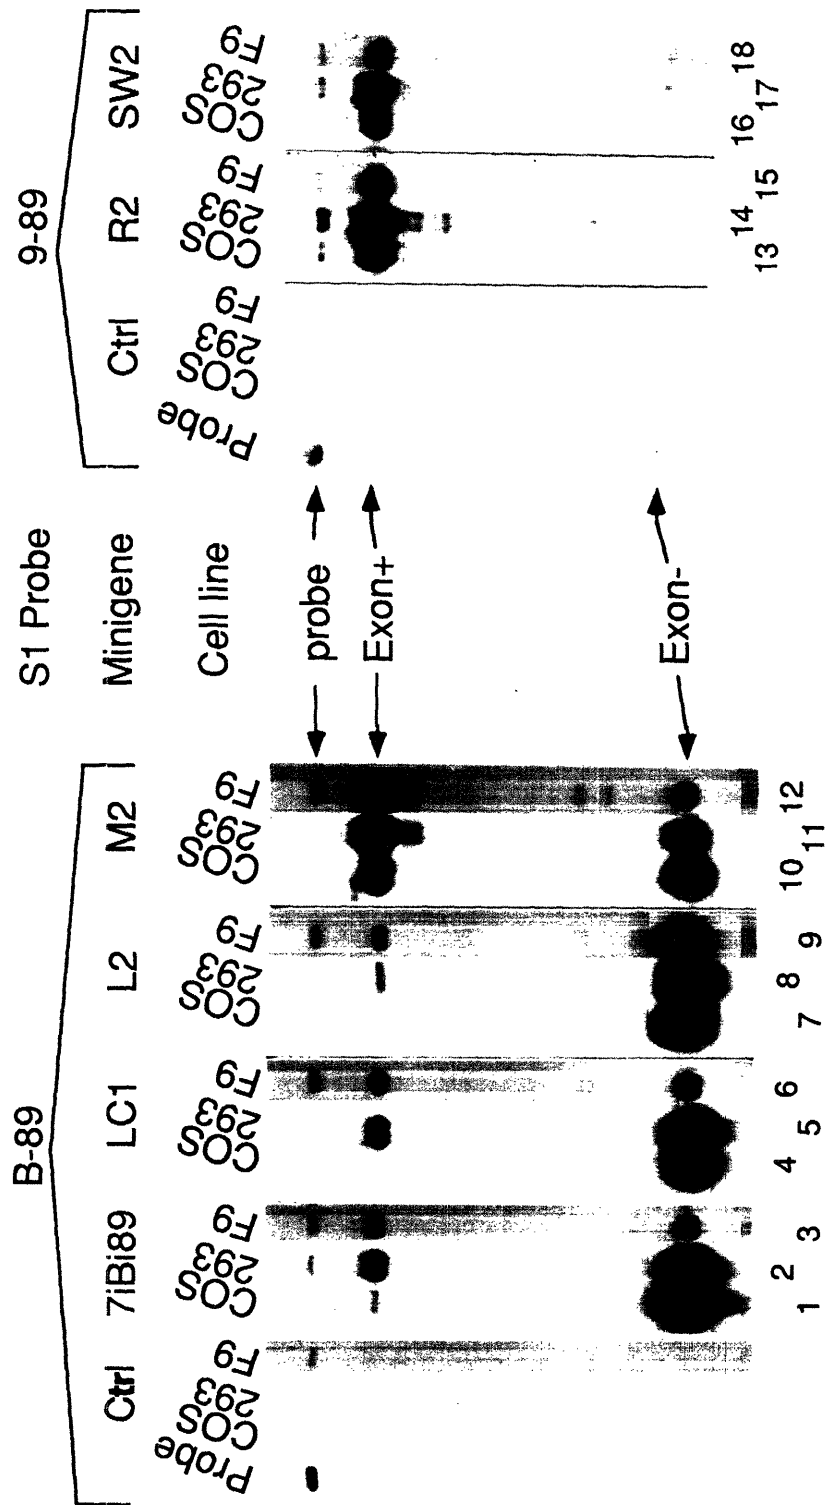 B-89 S1 Probe 9-89
Ctrl 7iBi89 LC1 L2 M2 Minigene Ctrl R2 SW2
Probe COS 293 F9 COS 293 F9 COS 293 F9 COS 293 F9 COS 293 F9 Cell line Probe COS 293 F9 COS 293 F9 COS 293 F9
probe
Exon+
Exon-
1 2 3 4 5 6 7 8 9 10 11 12 13 14 15 16 17 18